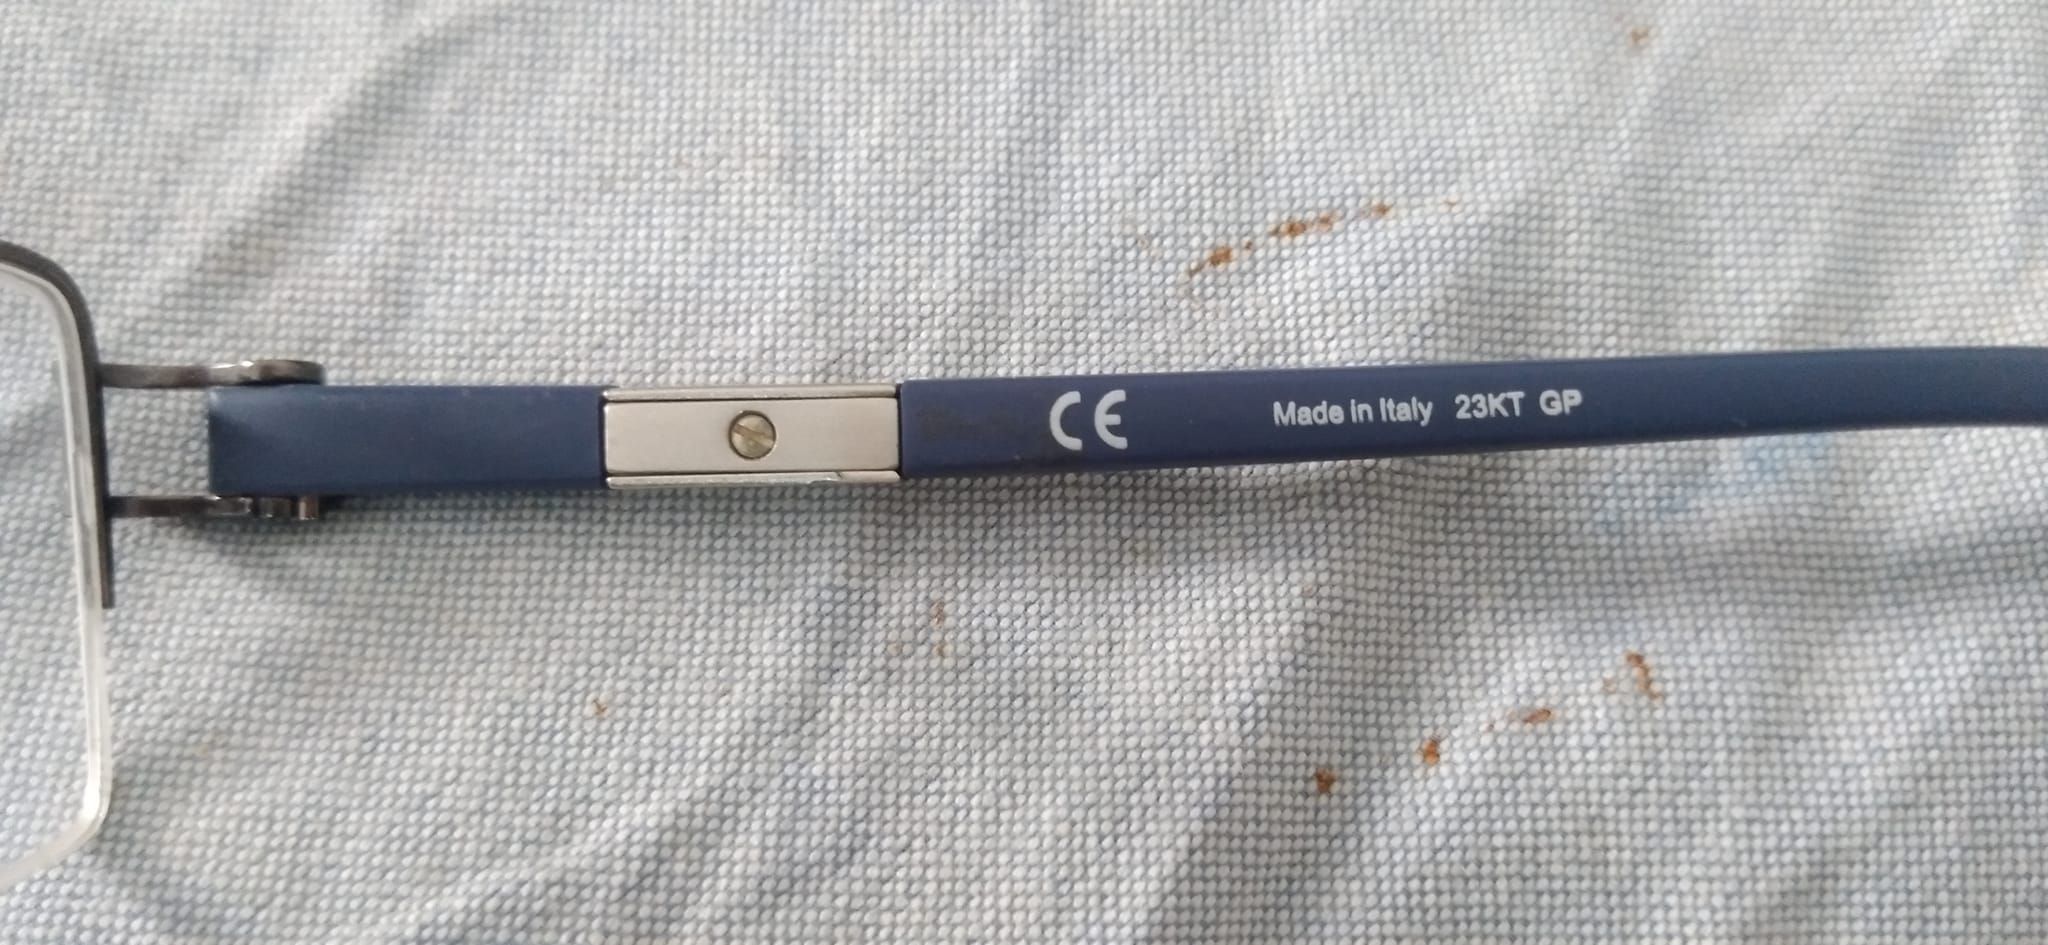 CE Made in Italy 23KT GP